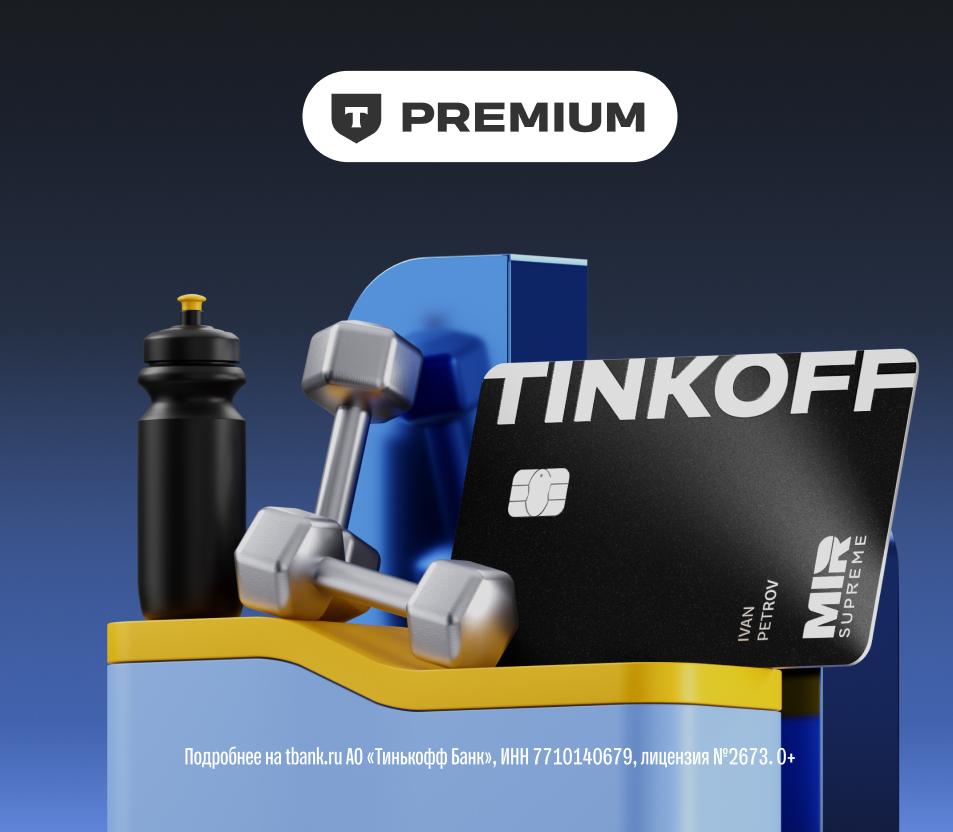 T PREMIUM
TINKOFF
IVAN
PETROV
MIR
SUPREME
Подробнее на tbank.ru АО «Тинькофф Банк», ИНН 7710140679, лицензия №2673. 0+